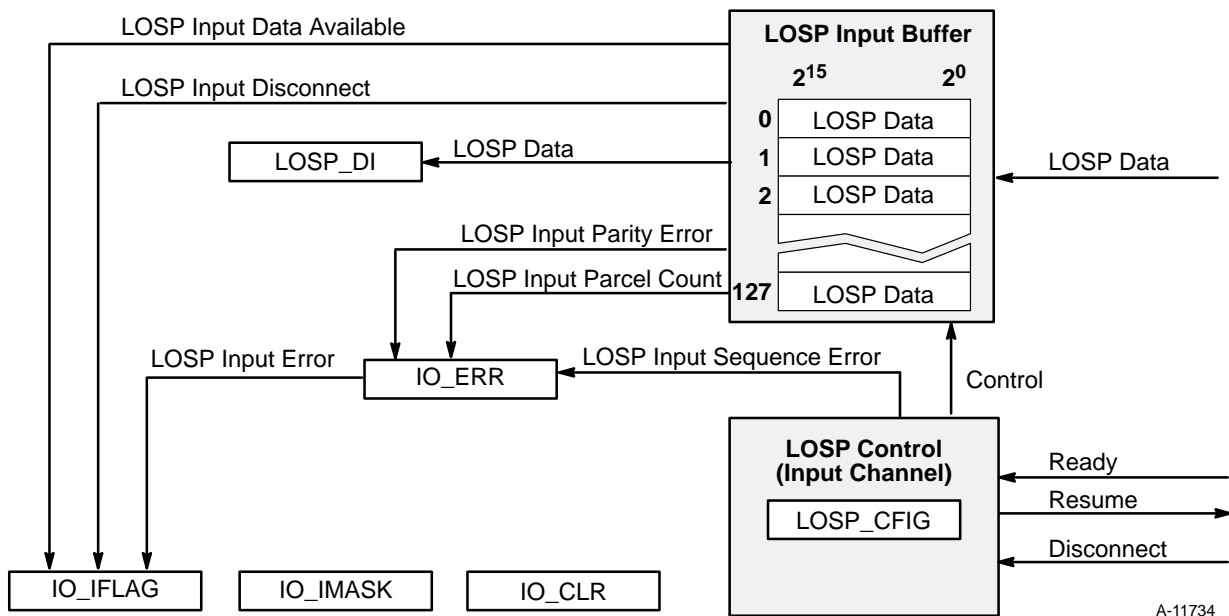 LOSP Input Data Available
LOSP Input Buffer
2^15 2^0
LOSP Input Disconnect
0 LOSP Data
LOSP_DI
LOSP Data
1 LOSP Data
LOSP Data
2 LOSP Data
LOSP Input Parity Error
LOSP Input Parcel Count
127 LOSP Data
LOSP Input Error
IO_ERR
LOSP Input Sequence Error
Control
LOSP Control
(Input Channel)
LOSP_CFIG
Ready
Resume
Disconnect
IO_IFLAG
IO_IMASK
IO_CLR
A-11734